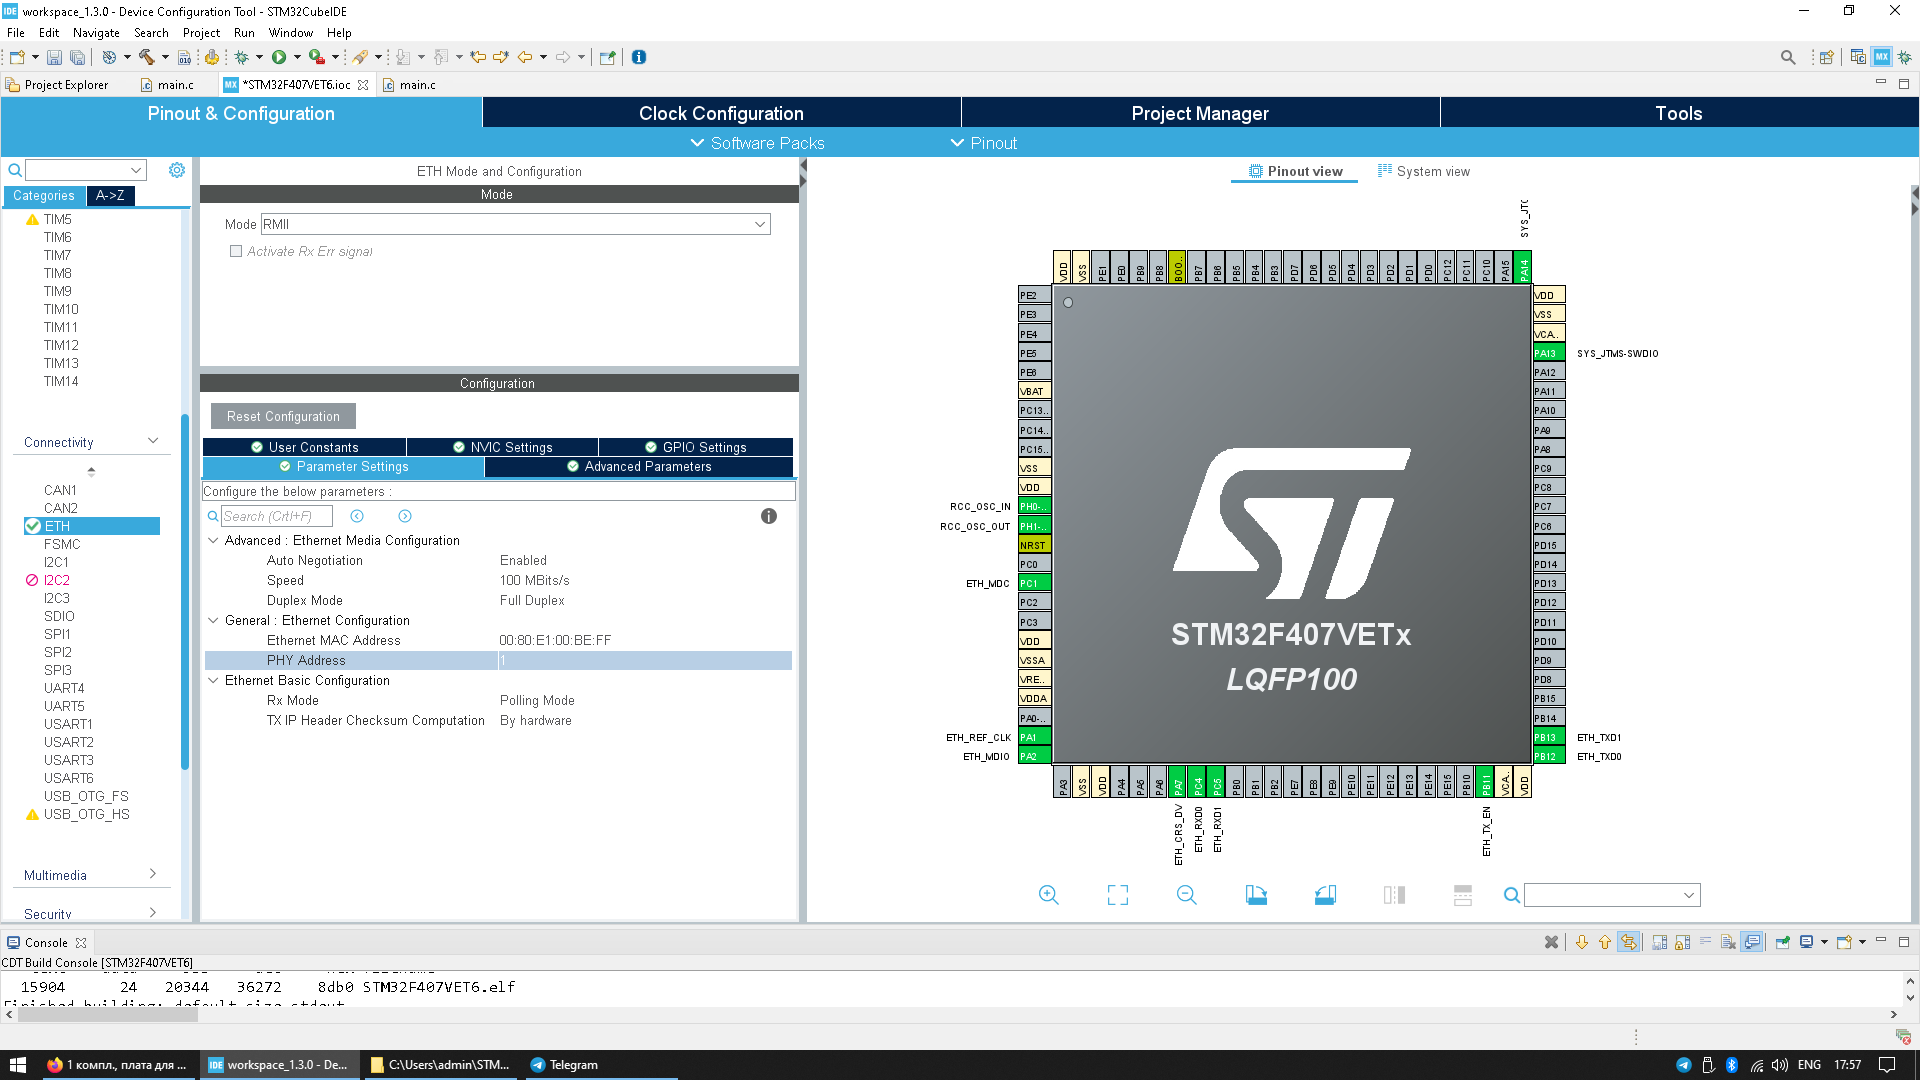 IDE workspace_1.3.0 - Device Configuration Tool - STM32CubeIDE
File Edit Navigate Search Project Run Window Help
Project Explorer
main.c
MX *STM32F407VET6.ioc
main.c
Pinout & Configuration
Clock Configuration
Project Manager
Tools
Software Packs
Pinout
Categories
A->Z
TIM5
TIM6
TIM7
TIM8
TIM9
TIM10
TIM11
TIM12
TIM13
TIM14
Connectivity
CAN1
CAN2
ETH
FSMC
I2C1
I2C2
I2C3
SDIO
SPI1
SPI2
SPI3
UART4
UART5
USART1
USART2
USART3
USART6
USB_OTG_FS
USB_OTG_HS
Multimedia
Security
ETH Mode and Configuration
Mode
Mode RMII
Activate Rx Err signal
Configuration
Reset Configuration
User Constants
NVIC Settings
GPIO Settings
Parameter Settings
Advanced Parameters
Configure the below parameters :
Search (Crtl+F)
Advanced : Ethernet Media Configuration
Auto Negotiation Enabled
Speed 100 MBits/s
Duplex Mode Full Duplex
General : Ethernet Configuration
Ethernet MAC Address 00:80:E1:00:BE:FF
PHY Address 1
Ethernet Basic Configuration
Rx Mode Polling Mode
TX IP Header Checksum Computation By hardware
Pinout view
System view
SYS_JTC
VDD VSS PE1 PE0 PB9 PB8 BOO.. PB7 PB6 PB5 PB4 PB3 PD7 PD6 PD5 PD4 PD3 PD2 PD1 PD0 PC12 PC11 PC10 PA15 PA14
PE2
PE3
PE4
PE5
PE6
VBAT
PC13..
PC14..
PC15..
VSS
VDD
RCC_OSC_IN PH0-..
RCC_OSC_OUT PH1-..
NRST
PC0
ETH_MDC PC1
PC2
PC3
VDD
VSSA
VRE..
VDDA
PA0-..
ETH_REF_CLK PA1
ETH_MDIO PA2
ST
STM32F407VETx
LQFP100
VDD
VSS
VCA..
PA13 SYS_JTMS-SWDIO
PA12
PA11
PA10
PA9
PA8
PC9
PC8
PC7
PC6
PD15
PD14
PD13
PD12
PD11
PD10
PD9
PD8
PB15
PB14
PB13 ETH_TXD1
PB12 ETH_TXD0
PA3 VSS VDD PA4 PA5 PA6 PA7 PC4 PC5 PB0 PB1 PB2 PE7 PE8 PE9 PE10 PE11 PE12 PE13 PE14 PE15 PB10 PB11 VCA.. VDD
ETH_CRS_DV
ETH_RXD0
ETH_RXD1
ETH_TX_EN
Console
CDT Build Console [STM32F407VET6]
15904 24 20344 36272 8db0 STM32F407VET6.elf
Finished building: default.size.stdout
1 компл., плата для ...
IDE workspace_1.3.0 - De...
C:\Users\admin\STM...
Telegram
ENG
17:57